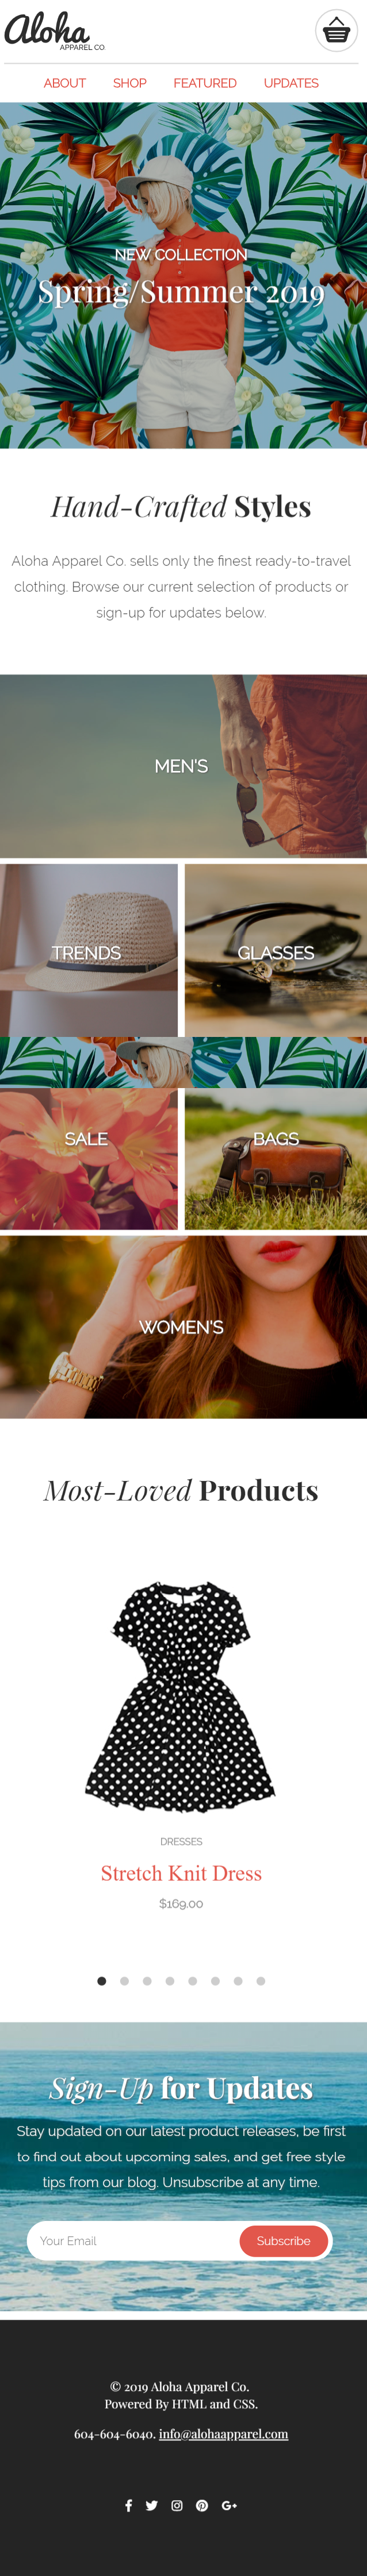 Aloha
APPAREL CO
ABOUT SHOP FEATURED UPDATES
NEW COLLECTION
Spring/Summer 2019
Hand-Crafted Styles
Aloha Apparel Co. sells only the finest ready-to-travel
clothing. Browse our current selection of products or
sign-up for updates below.
MEN'S
TRENDS GLASSES
SALE BAGS
WOMEN'S
Most-Loved Products
DRESSES
Stretch Knit Dress
$169.00
Sign-Up for Updates
Stay updated on our latest product releases, be first
to find out about upcoming sales, and get free style
tips from our blog. Unsubscribe at any time.
Your Email Subscribe
© 2019 Aloha Apparel Co.
Powered By HTML and CSS.
604-604-6040. info@alohaapparel.com